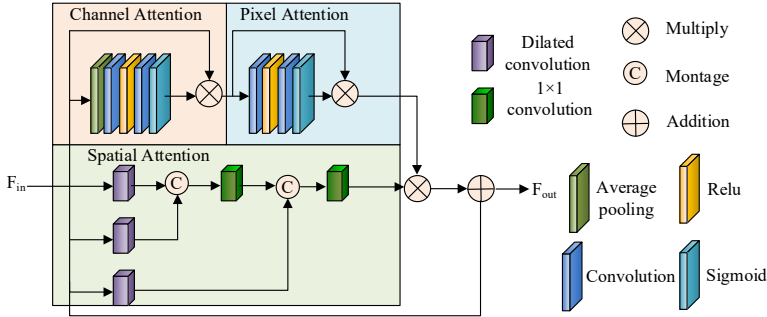 Channel Attention
Pixel Attention
Spatial Attention
F_in
C
C
F_out
Dilated
convolution
1×1
convolution
Multiply
C
Montage
Addition
Average
pooling
Relu
Convolution
Sigmoid